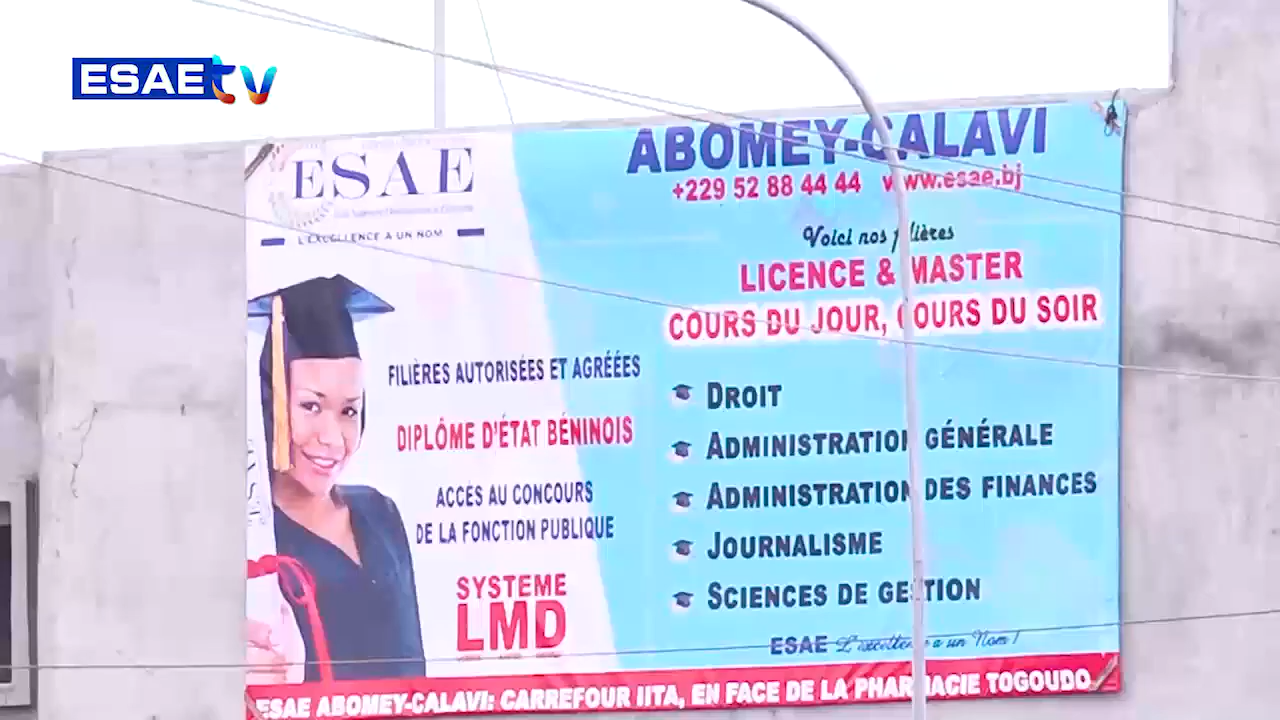 ESAE tv
ABOMEY-CALAVI
+229 52 88 44 44 www.esae.bj
ESAE
L'EXCELLENCE A UN NOM
Voici nos filières
LICENCE & MASTER
COURS DU JOUR, COURS DU SOIR
FILIÈRES AUTORISÉES ET AGRÉÉES
DIPLÔME D'ÉTAT BÉNINOIS
ACCÈS AU CONCOURS
DE LA FONCTION PUBLIQUE
SYSTEME
LMD
DROIT
ADMINISTRATION GÉNÉRALE
ADMINISTRATION DES FINANCES
JOURNALISME
SCIENCES DE GESTION
ESAE L'excellence a un Nom !
ESAE ABOMEY-CALAVI: CARREFOUR IITA, EN FACE DE LA PHARMACIE TOGOUDO